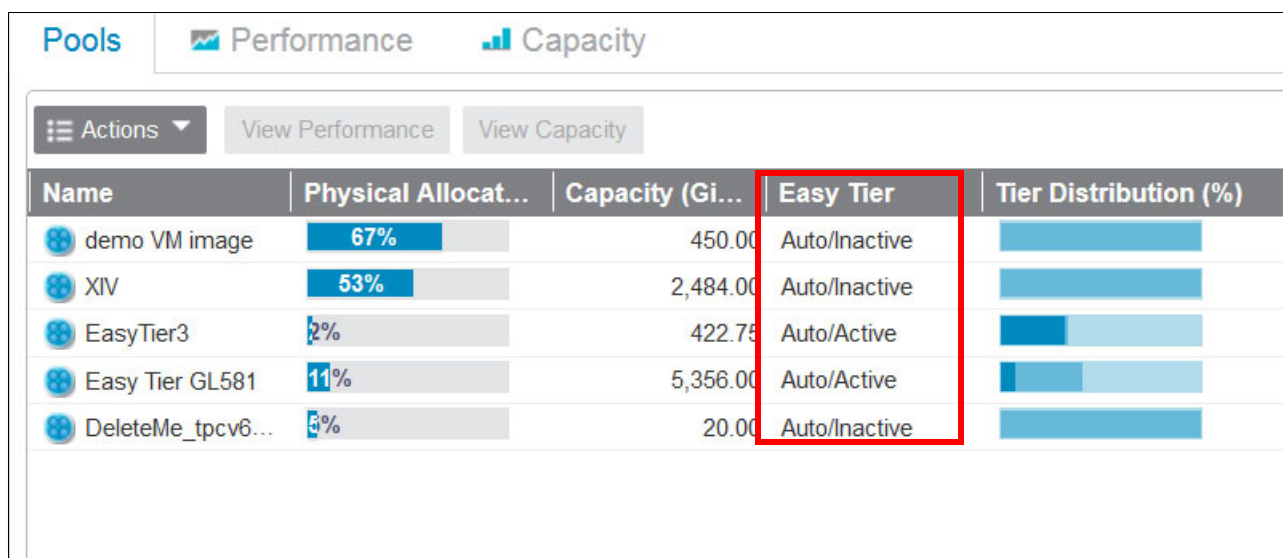 Pools Performance Capacity
Actions View Performance View Capacity
Name Physical Allocat... Capacity (Gi... Easy Tier Tier Distribution (%)
demo VM image 67% 450.00 Auto/Inactive
XIV 53% 2,484.00 Auto/Inactive
EasyTier3 2% 422.75 Auto/Active
Easy Tier GL581 11% 5,356.00 Auto/Active
DeleteMe_tpcv6... 5% 20.00 Auto/Inactive